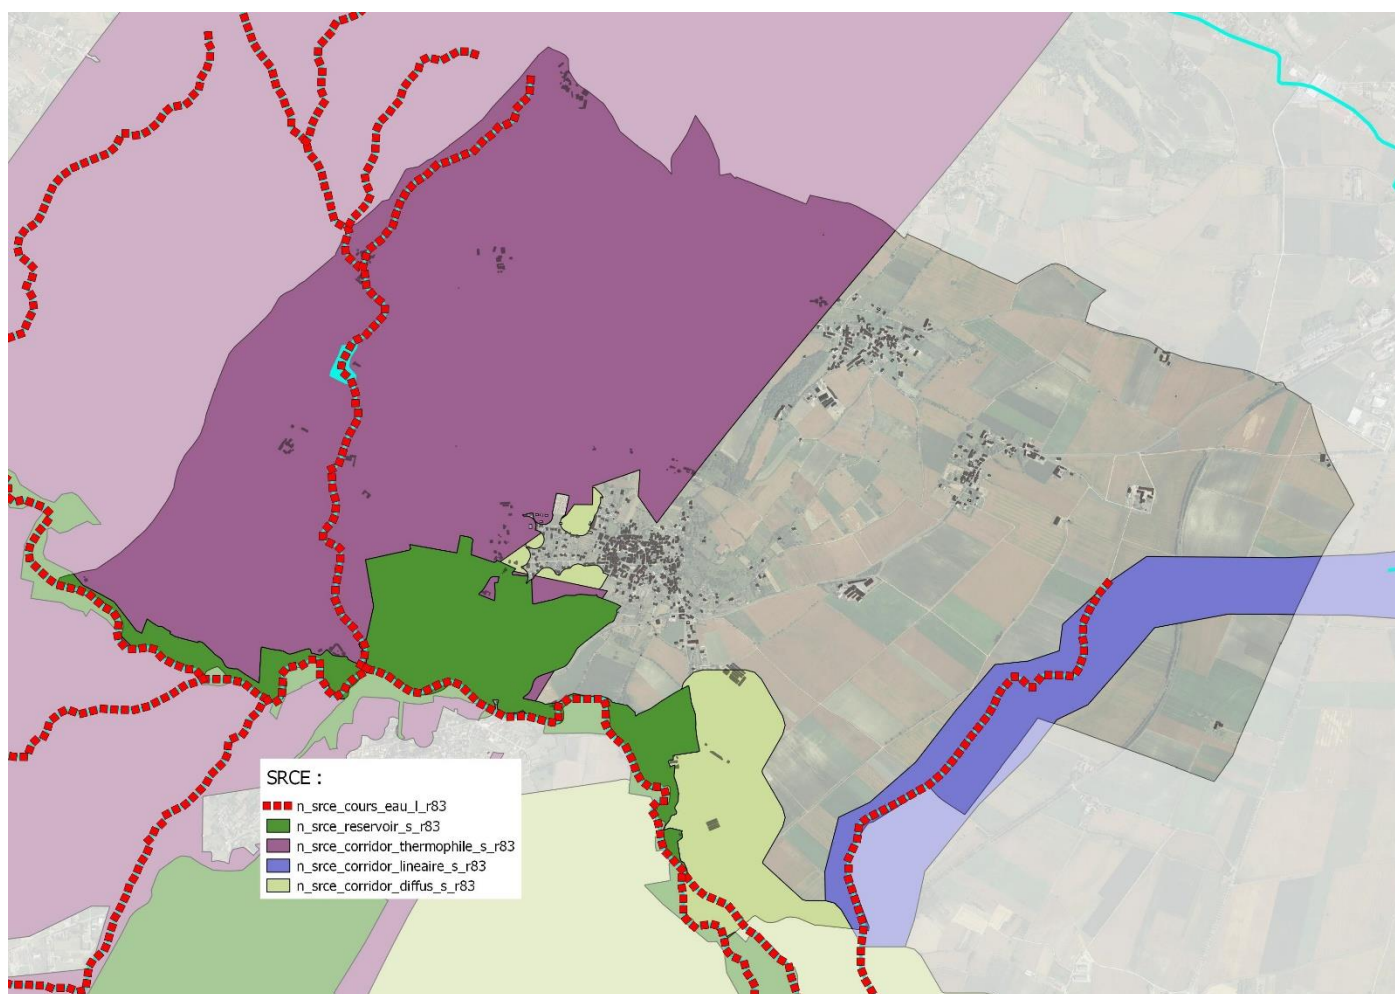 SRCE :
n_srce_cours_eau_l_r83
n_srce_reservoir_s_r83
n_srce_corridor_thermophile_s_r83
n_srce_corridor_lineaire_s_r83
n_srce_corridor_diffus_s_r83